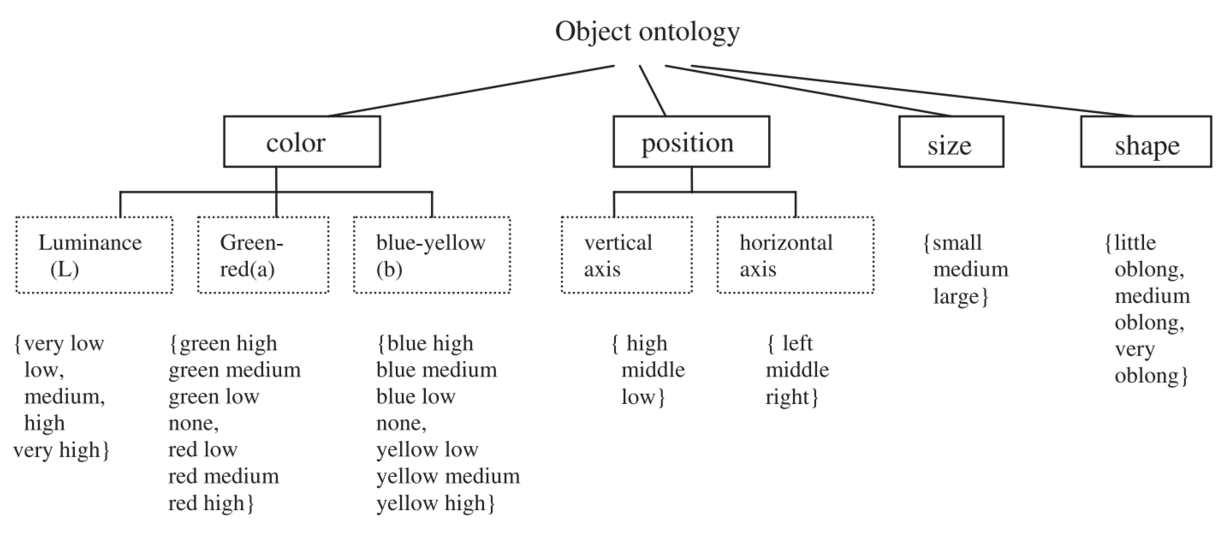 Object ontology
color
position
size
shape
Luminance
(L)
Green-
red(a)
blue-yellow
(b)
vertical
axis
horizontal
axis
{small
medium
large}
{little
oblong,
medium
oblong,
very
oblong}
{very low
low,
medium,
high
very high}
{green high
green medium
green low
none,
red low
red medium
red high}
{blue high
blue medium
blue low
none,
yellow low
yellow medium
yellow high}
{ high
middle
low}
{ left
middle
right}